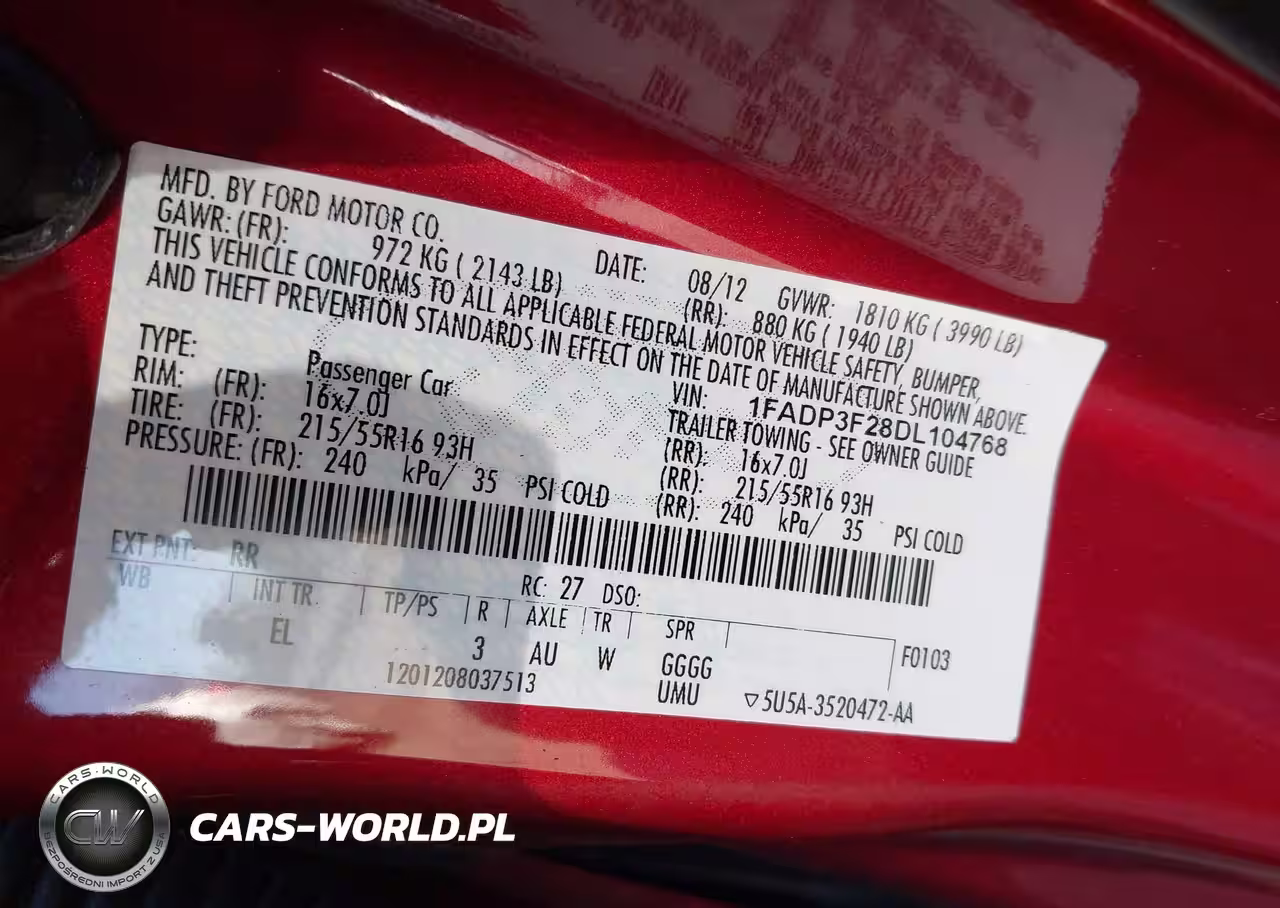 MFD. BY FORD MOTOR CO.
DATE: 08/12 GVWR: 1810 KG ( 3990 LB)
GAWR: (FR): 972 KG ( 2143 LB) (RR): 880 KG ( 1940 LB)
THIS VEHICLE CONFORMS TO ALL APPLICABLE FEDERAL MOTOR VEHICLE SAFETY, BUMPER,
AND THEFT PREVENTION STANDARDS IN EFFECT ON THE DATE OF MANUFACTURE SHOWN ABOVE.
VIN: 1FADP3F28DL104768
TYPE: Passenger Car TRAILER TOWING - SEE OWNER GUIDE
RIM: (FR): 16x7.0J (RR): 16x7.0J
TIRE: (FR): 215/55R16 93H (RR): 215/55R16 93H
PRESSURE: (FR): 240 kPa/ 35 PSI COLD (RR): 240 kPa/ 35 PSI COLD
EXT PNT: RR RC: 27 DSO:
WB INT TR TP/PS R AXLE TR SPR F0103
EL 3 AU W GGGG
1201208037513 UMU ▽5U5A-3520472-AA
CARS-WORLD
CW
BEZPOŚREDNI IMPORT Z USA
CARS-WORLD.PL